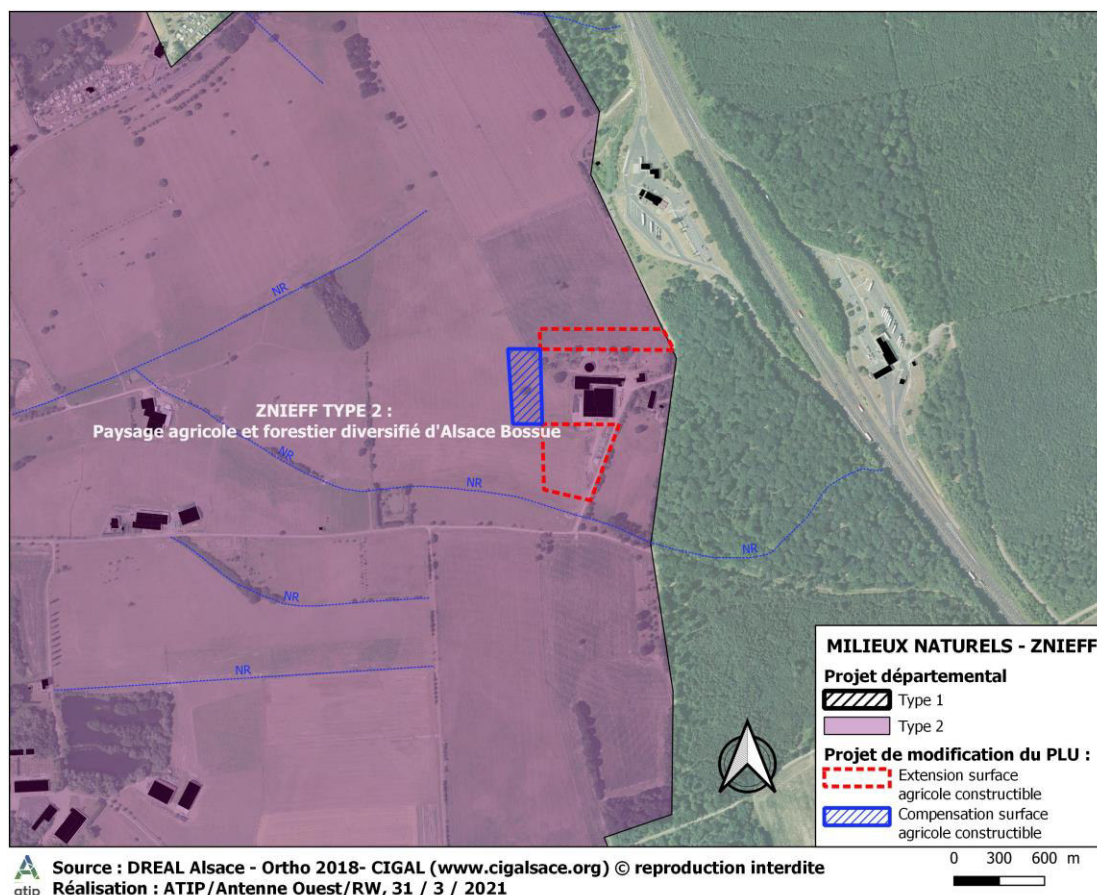 NR
ZNIEFF TYPE 2 :
Paysage agricole et forestier diversifié d'Alsace Bossue
NR
NR
NR
NR
NR
MILIEUX NATURELS - ZNIEFF
Projet départemental
Type 1
Type 2
Projet de modification du PLU :
Extension surface
agricole constructible
Compensation surface
agricole constructible
atip
Source : DREAL Alsace - Ortho 2018- CIGAL (www.cigalsace.org) © reproduction interdite
Réalisation : ATIP/Antenne Ouest/RW, 31 / 3 / 2021
0 300 600 m